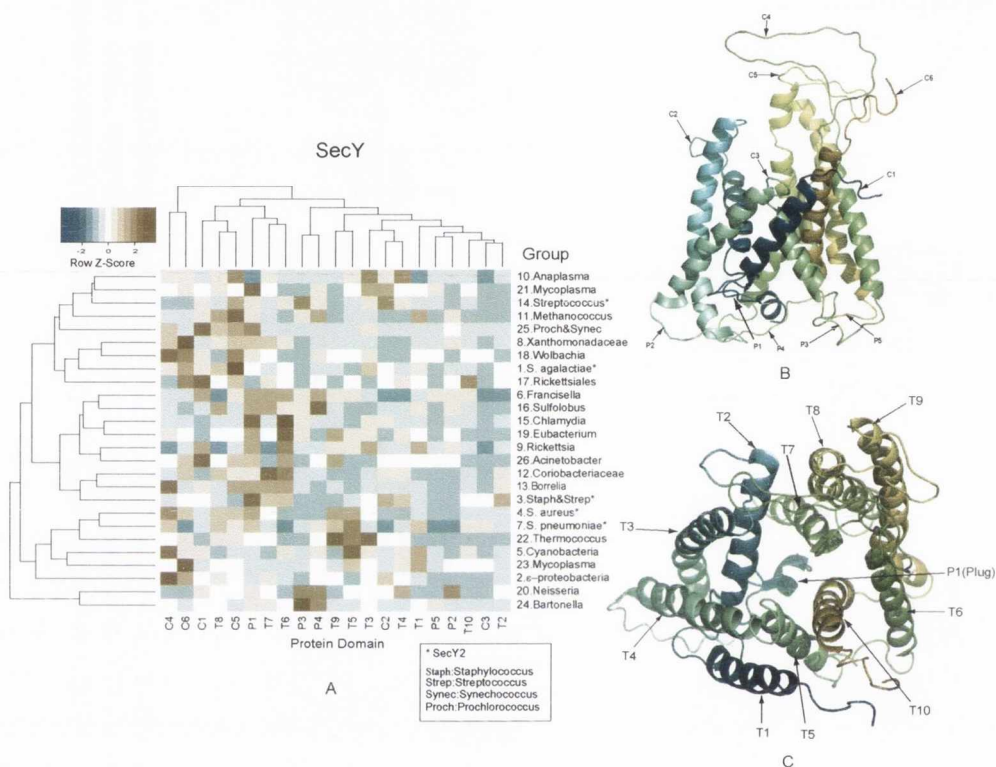 SecY
-2
0
2
Row Z-Score
Group
10.Anaplasma
21.Mycoplasma
14.Streptococcus*
11.Methanococcus
25.Proch&Synec
8.Xanthomonadaceae
18.Wolbachia
1.S. agalactiae*
17.Rickettsiales
6.Francisella
16.Sulfolobus
15.Chlamydia
19.Eubacterium
9.Rickettsia
26.Acinetobacter
12.Coriobacteriaceae
13.Borrelia
3.Staph&Strep*
4.S. aureus*
7.S. pneumoniae*
22.Thermococcus
5.Cyanobacteria
23.Mycoplasma
2.ε-proteobacteria
20.Neisseria
24.Bartonella
C4 C6 C1 T8 C5 P1 T7 T6 P3 P4 T9 T5 T3 C2 T4 T1 P5 P2 T10 C3 T2
Protein Domain
* SecY2
Staph:Staphylococcus
Strep:Streptococcus
Synec:Synechococcus
Proch:Prochlorococcus
A
C4
C5
C6
C2
C3
C1
P2
P1
P4
P3
P5
B
T9
T8
T2
T7
T3
P1(Plug)
T6
T4
T10
T1
T5
C